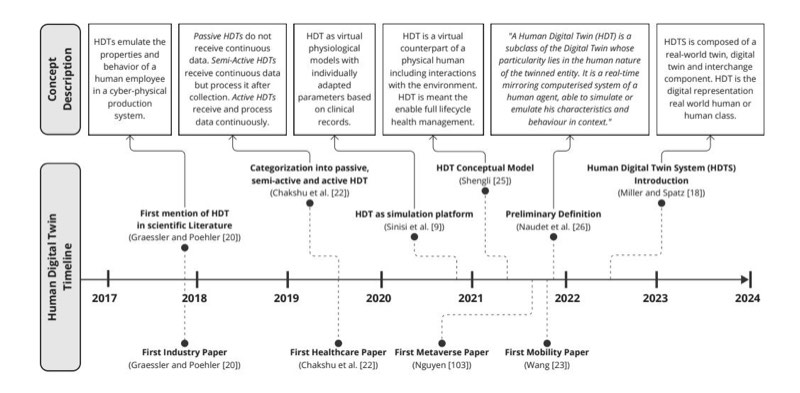 Concept
Description
HDTs emulate the
properties and
behavior of a
human employee
in a cyber-physical
production
system.
Passive HDTs do not
receive continuous
data. Semi-Active HDTs
receive continuous data
but process it after
collection. Active HDTs
receive and process
data continuously.
HDT as virtual
physiological
models with
individually
adapted
parameters based
on clinical
records.
HDT is a virtual
counterpart of a
physical human
including interactions
with the environment.
HDT is meant the
enable full lifecycle
health management.
"A Human Digital Twin (HDT) is a
subclass of the Digital Twin whose
particularity lies in the human nature
of the twinned entity. It is a real-time
mirroring computerised system of a
human agent, able to simulate or
emulate his characteristics and
behaviour in context."
HDTS is composed of a
real-world twin, digital
twin and interchange
component. HDT is the
digital representation
real world human or
human class.
Human Digital Twin
Timeline
First mention of HDT
in scientific Literature
(Graessler and Poehler [20])
Categorization into passive,
semi-active and active HDT
(Chakshu et al. [22])
HDT as simulation platform
(Sinisi et al. [9])
HDT Conceptual Model
(Shengli [25])
Preliminary Definition
(Naudet et al. [26])
Human Digital Twin System (HDTS)
Introduction
(Miller and Spatz [18])
2017
2018
2019
2020
2021
2022
2023
2024
First Industry Paper
(Graessler and Poehler [20])
First Healthcare Paper
(Chakshu et al. [22])
First Metaverse Paper
(Nguyen [103])
First Mobility Paper
(Wang [23])